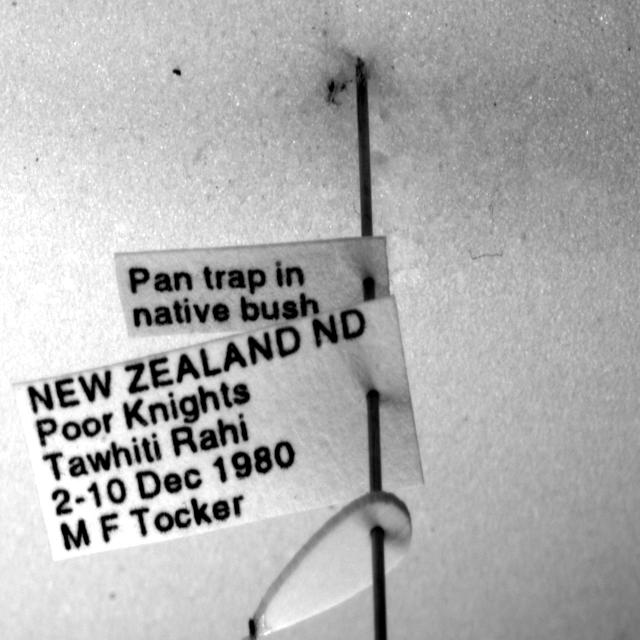 Pan trap in
native bush
NEW ZEALAND ND
Poor Knights
Tawhiti Rahi
2-10 Dec 1980
M F Tocker